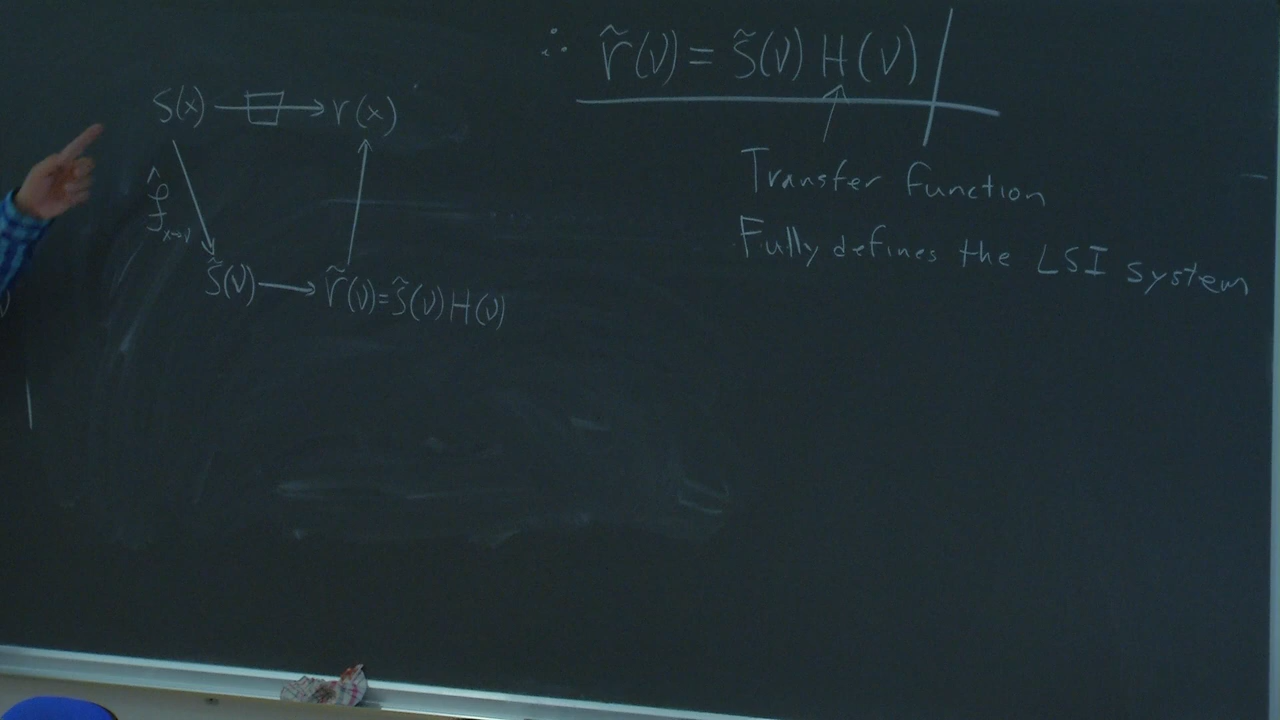 ∴ r̃(ν) = s̃(ν) H(ν)
S(x) → r(x)
Transfer function
Fully defines the LSI system
s̃(ν) → r̃(ν)=s̃(ν)H(ν)